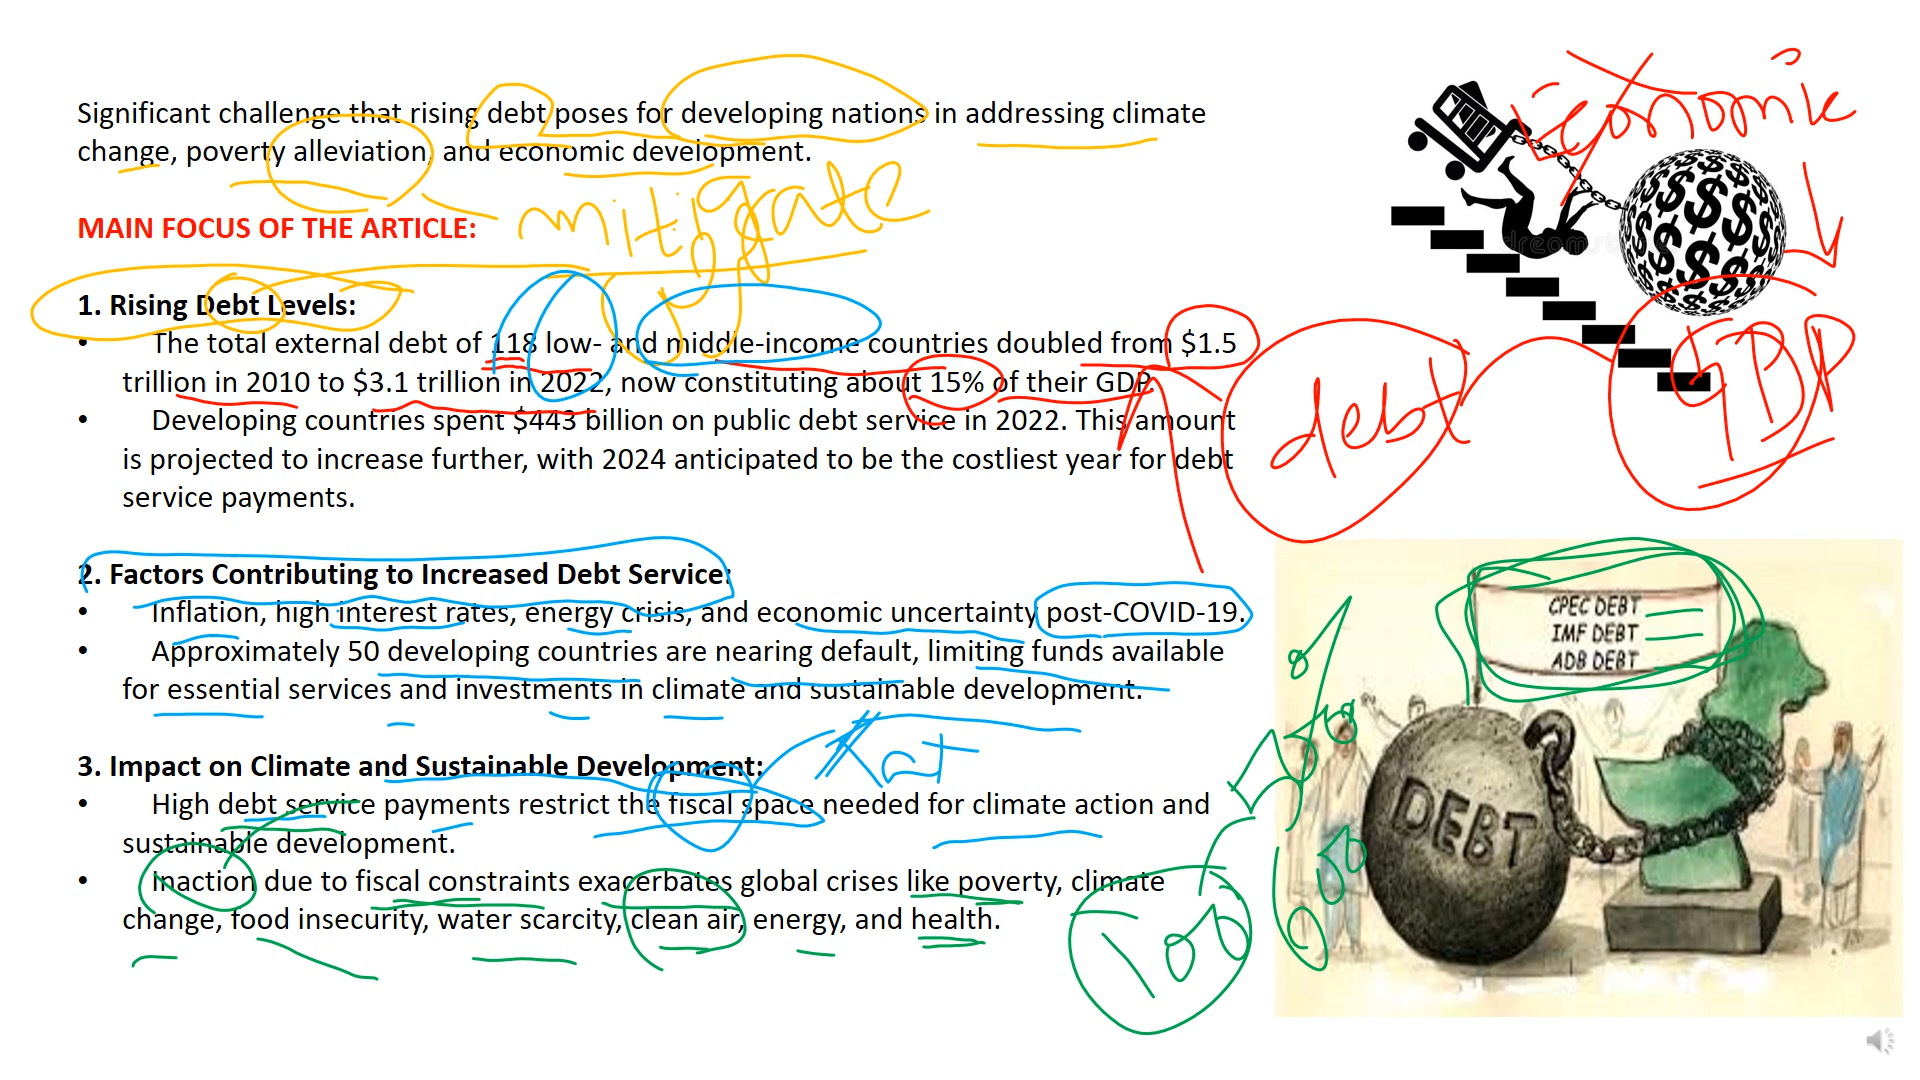 Significant challenge that rising debt poses for developing nations in addressing climate
change, poverty alleviation, and economic development.
mitigate
MAIN FOCUS OF THE ARTICLE:
1. Rising Debt Levels:
• The total external debt of 118 low- and middle-income countries doubled from $1.5
trillion in 2010 to $3.1 trillion in 2022, now constituting about 15% of their GDP.
• Developing countries spent $443 billion on public debt service in 2022. This amount
is projected to increase further, with 2024 anticipated to be the costliest year for debt
service payments.
2. Factors Contributing to Increased Debt Service:
• Inflation, high interest rates, energy crisis, and economic uncertainty post-COVID-19.
• Approximately 50 developing countries are nearing default, limiting funds available
for essential services and investments in climate and sustainable development.
3. Impact on Climate and Sustainable Development:
• High debt service payments restrict the fiscal space needed for climate action and
sustainable development.
• Inaction due to fiscal constraints exacerbates global crises like poverty, climate
change, food insecurity, water scarcity, clean air, energy, and health.
economic
debt
GDP
CPEC DEBT
IMF DEBT
ADB DEBT
DEBT
100